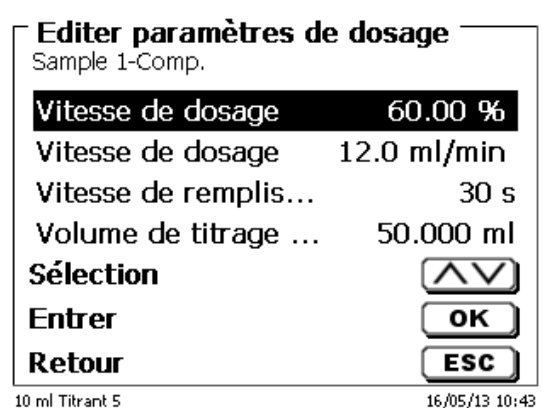 Editer paramètres de dosage
Sample 1-Comp.
Vitesse de dosage 60.00 %
Vitesse de dosage 12.0 ml/min
Vitesse de remplis... 30 s
Volume de titrage ... 50.000 ml
Sélection
Entrer OK
Retour ESC
10 ml Titrant 5 16/05/13 10:43